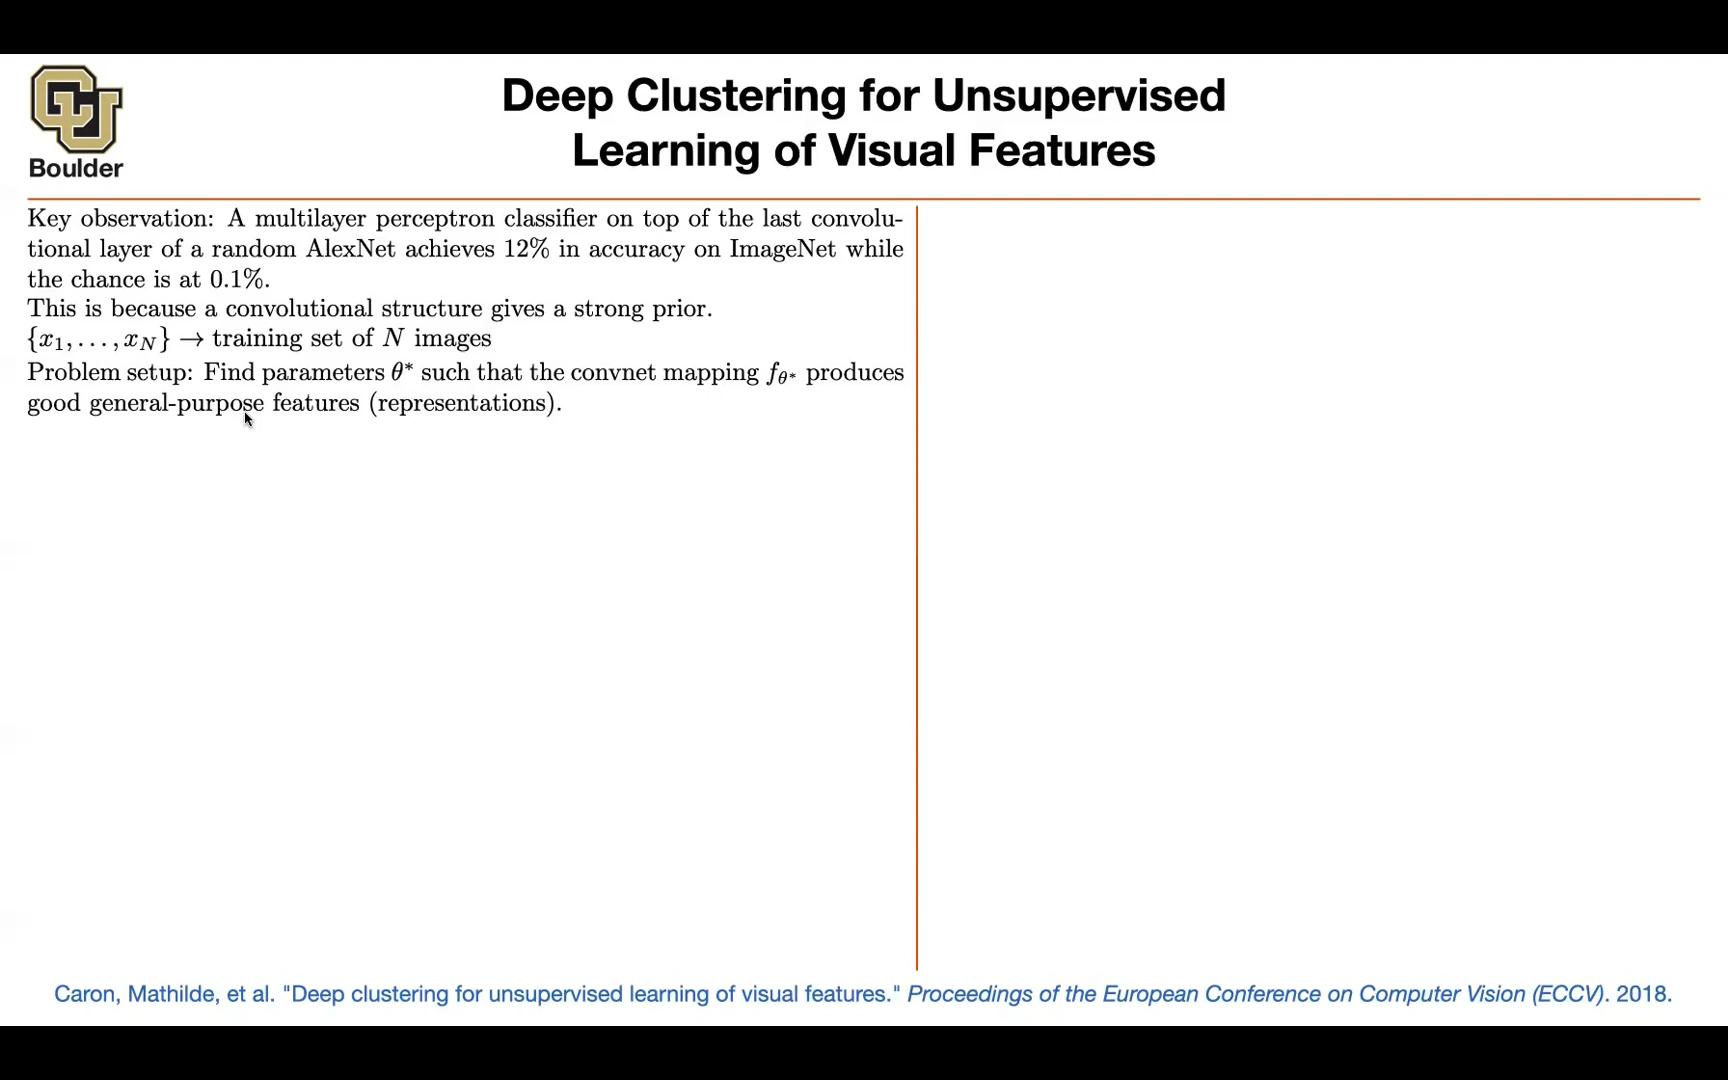 CU
Boulder
Deep Clustering for Unsupervised
Learning of Visual Features
Key observation: A multilayer perceptron classifier on top of the last convolu-
tional layer of a random AlexNet achieves 12% in accuracy on ImageNet while
the chance is at 0.1%.
This is because a convolutional structure gives a strong prior.
{x₁, . . . , x_N} → training set of N images
Problem setup: Find parameters θ* such that the convnet mapping f_θ* produces
good general-purpose features (representations).
Caron, Mathilde, et al. "Deep clustering for unsupervised learning of visual features." Proceedings of the European Conference on Computer Vision (ECCV). 2018.